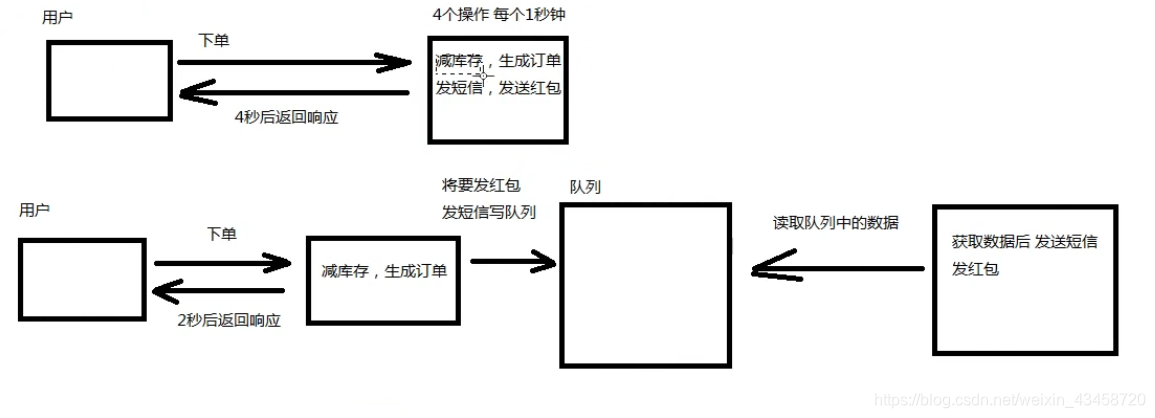 用户
4个操作 每个1秒钟
下单
减库存，生成订单
发短信，发送红包
4秒后返回响应
用户
将要发红包
发短信写队列
队列
下单
减库存，生成订单
2秒后返回响应
读取队列中的数据
获取数据后 发送短信
发红包
https://blog.csdn.net/weixin_43458720